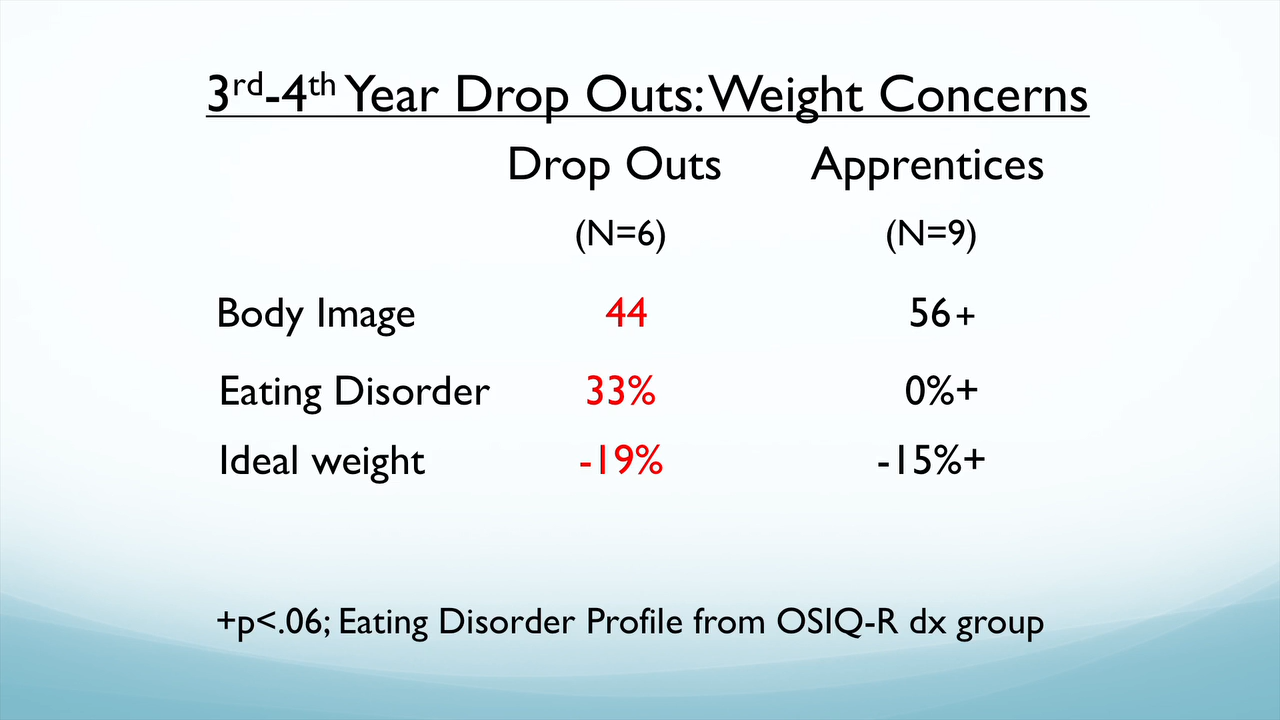 3rd-4th Year Drop Outs: Weight Concerns
Drop Outs Apprentices
(N=6) (N=9)
Body Image 44 56+
Eating Disorder 33% 0%+
Ideal weight -19% -15%+
+p<.06; Eating Disorder Profile from OSIQ-R dx group